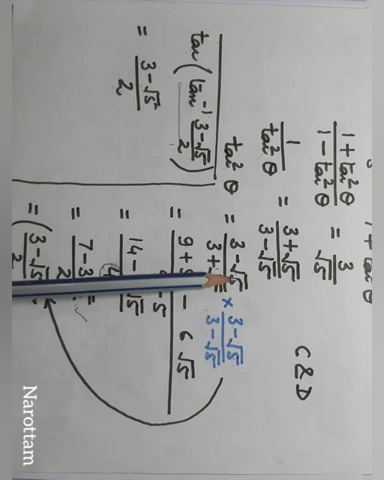 1 + tan²θ
(1 + tan²θ)/(1 - tan²θ) = 3/√5
1/tan²θ = (3+√5)/(3-√5) C & D
tan²θ = (3-√5)/(3+ × (3-√5)/(3-√5)
= 9+ - 6√5
= 14 - √5
= 7-3 / 2
= (3-√5 / 2
tan(tan⁻¹ (3-√5)/2)
= (3-√5)/2
Narottam